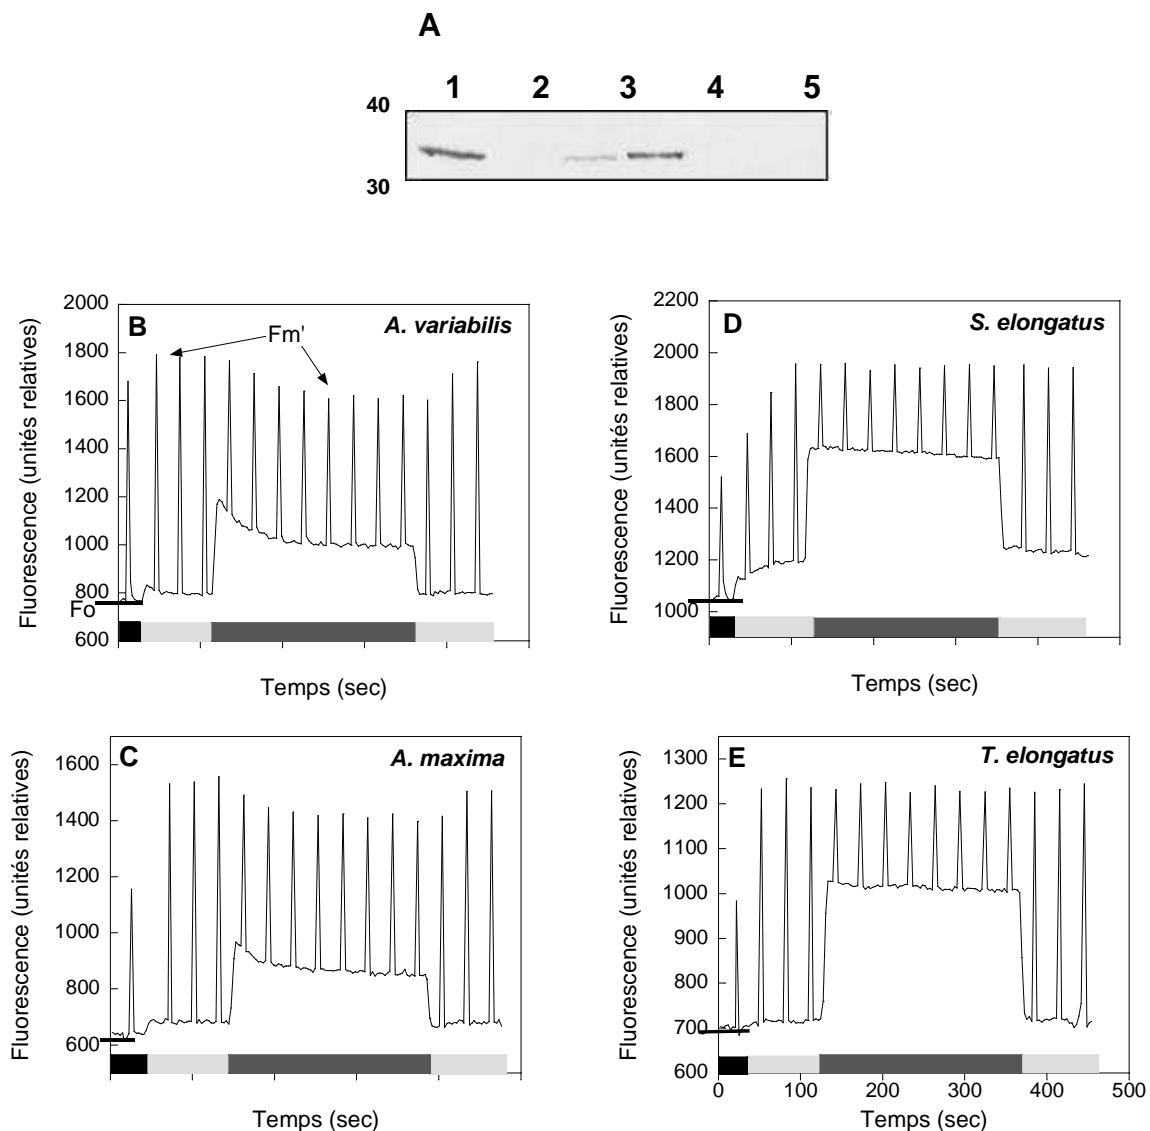 A
1 2 3 4 5
40
30
B
A. variabilis
Fm'
Fluorescence (unités relatives)
2000
1800
1600
1400
1200
1000
800
Fo
600
Temps (sec)
D
S. elongatus
Fluorescence (unités relatives)
2200
2000
1800
1600
1400
1200
1000
Temps (sec)
C
A. maxima
Fluorescence (unités relatives)
1600
1400
1200
1000
800
600
Temps (sec)
E
T. elongatus
Fluorescence (unités relatives)
1300
1200
1100
1000
900
800
700
600
0 100 200 300 400 500
Temps (sec)